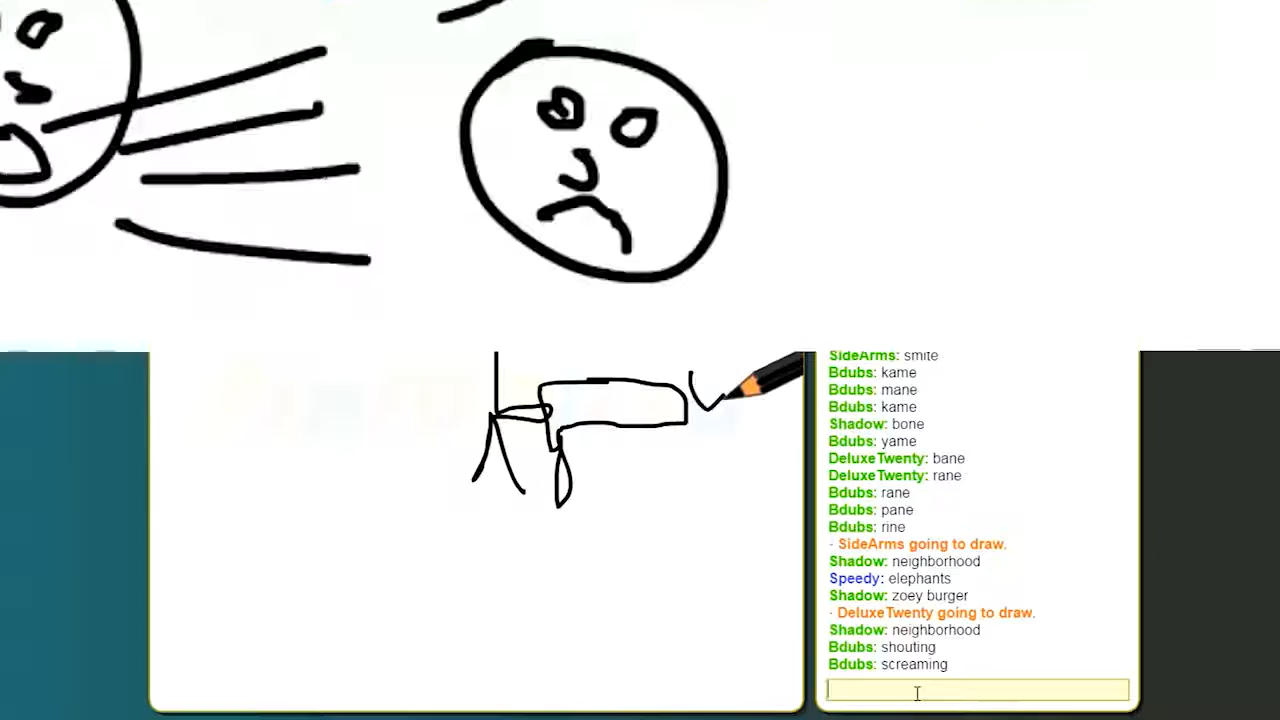 SideArms: smite
Bdubs: kame
Bdubs: mane
Bdubs: kame
Shadow: bone
Bdubs: yame
DeluxeTwenty: bane
DeluxeTwenty: rane
Bdubs: rane
Bdubs: pane
Bdubs: rine
· SideArms going to draw.
Shadow: neighborhood
Speedy: elephants
Shadow: zoey burger
· DeluxeTwenty going to draw.
Shadow: neighborhood
Bdubs: shouting
Bdubs: screaming